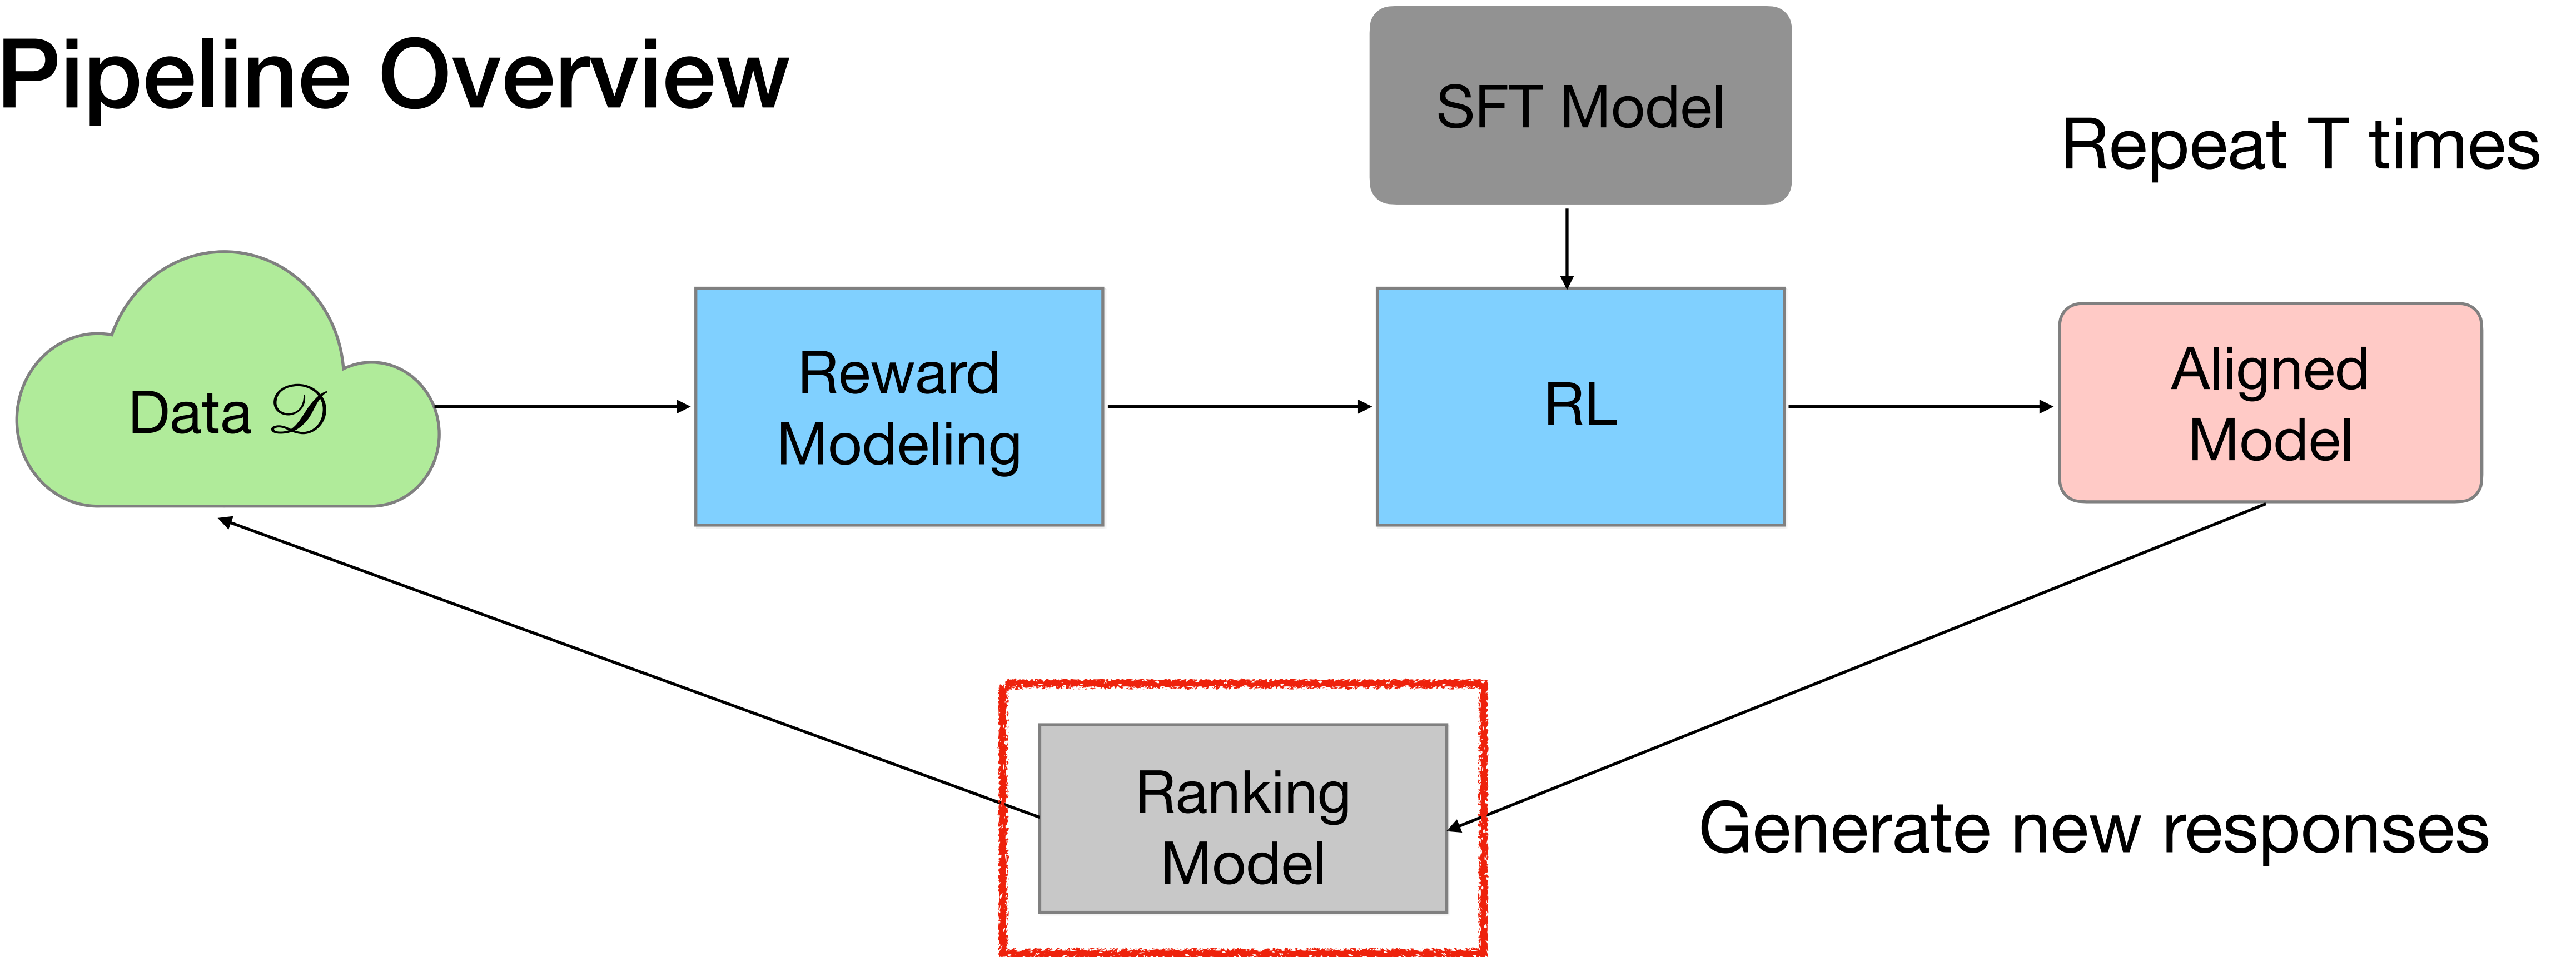 Pipeline Overview
SFT Model
Repeat T times
Data 𝒟
Reward
Modeling
RL
Aligned
Model
Ranking
Model
Generate new responses